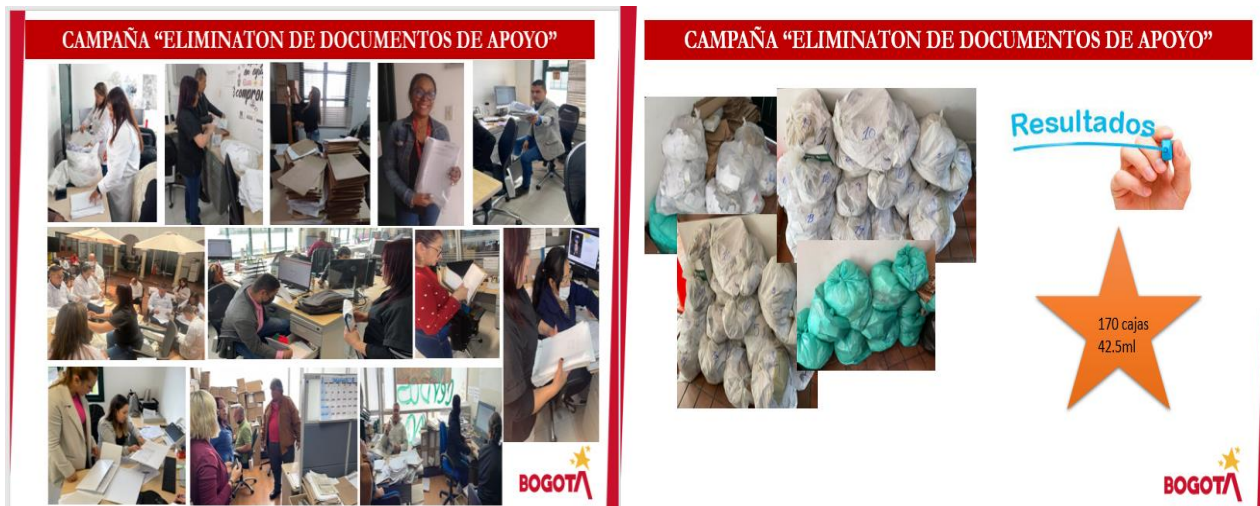 CAMPAÑA “ELIMINATON DE DOCUMENTOS DE APOYO”
BOGOTA
CAMPAÑA “ELIMINATON DE DOCUMENTOS DE APOYO”
Resultados
10
170 cajas
42.5ml
BOGOTA